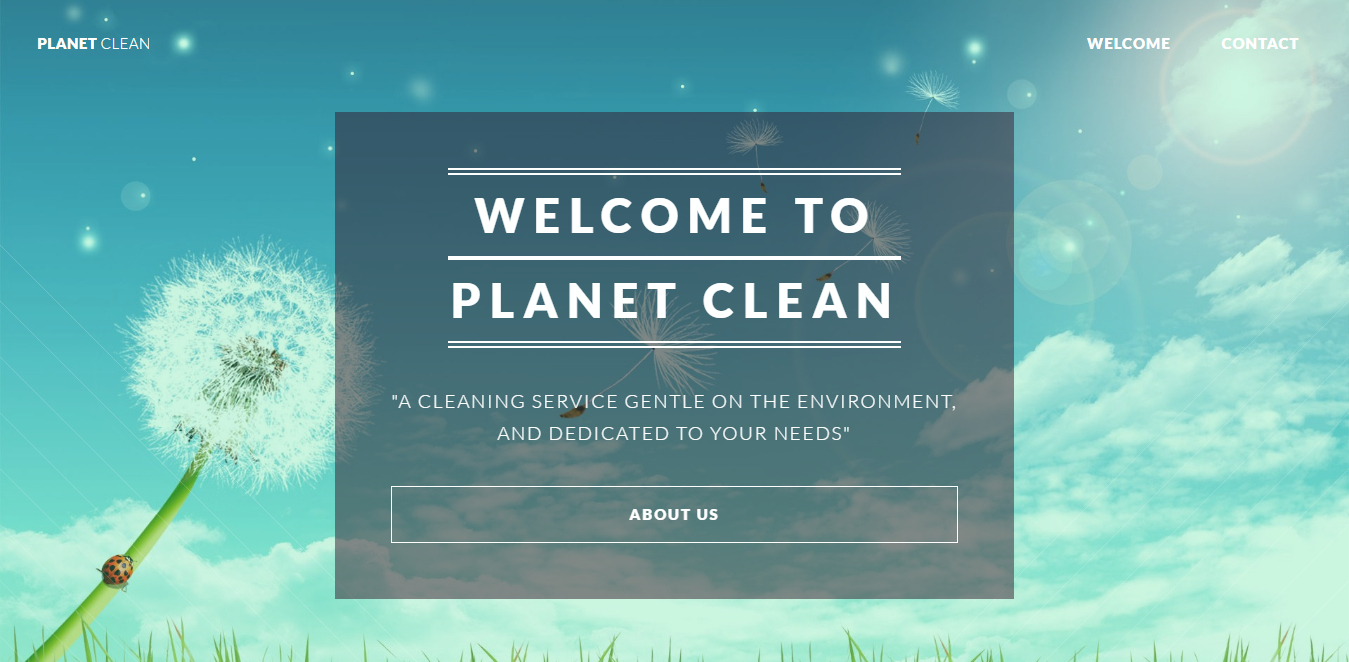 PLANET CLEAN
WELCOME
CONTACT
WELCOME TO
PLANET CLEAN
"A CLEANING SERVICE GENTLE ON THE ENVIRONMENT,
AND DEDICATED TO YOUR NEEDS"
ABOUT US